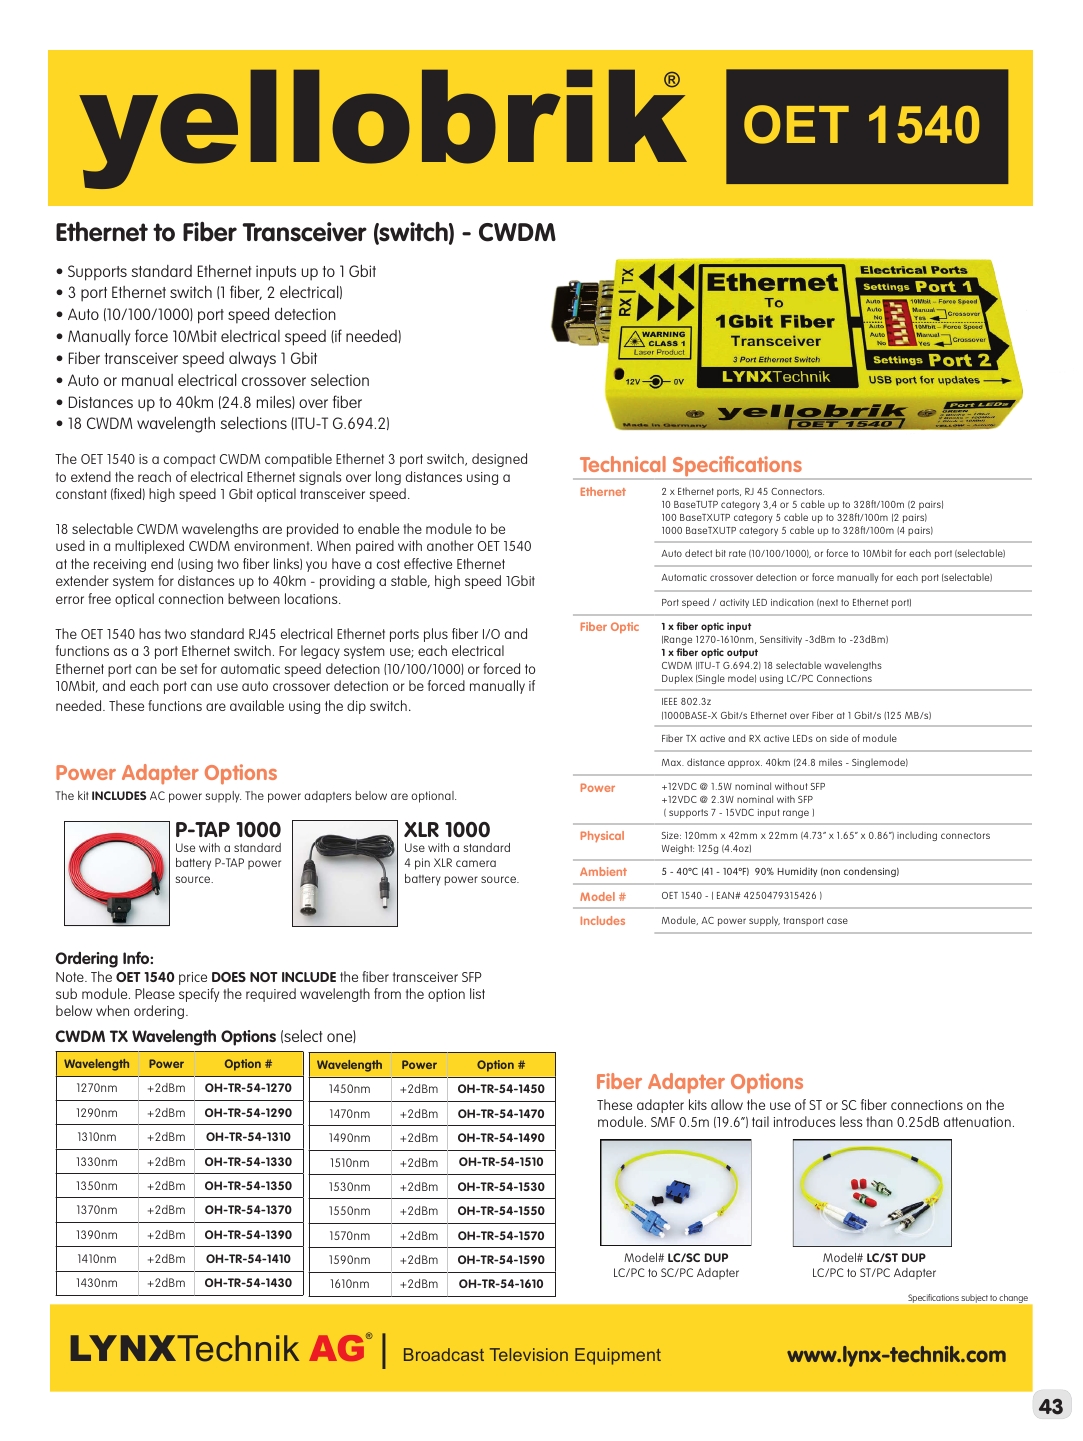 yellobrik®
OET 1540
Ethernet to Fiber Transceiver (switch) - CWDM
• Supports standard Ethernet inputs up to 1 Gbit
• 3 port Ethernet switch (1 fiber, 2 electrical)
• Auto (10/100/1000) port speed detection
• Manually force 10Mbit electrical speed (if needed)
• Fiber transceiver speed always 1 Gbit
• Auto or manual electrical crossover selection
• Distances up to 40km (24.8 miles) over fiber
• 18 CWDM wavelength selections (ITU-T G.694.2)
The OET 1540 is a compact CWDM compatible Ethernet 3 port switch, designed
to extend the reach of electrical Ethernet signals over long distances using a
constant (fixed) high speed 1 Gbit optical transceiver speed.
18 selectable CWDM wavelengths are provided to enable the module to be
used in a multiplexed CWDM environment. When paired with another OET 1540
at the receiving end (using two fiber links) you have a cost effective Ethernet
extender system for distances up to 40km - providing a stable, high speed 1Gbit
error free optical connection between locations.
The OET 1540 has two standard RJ45 electrical Ethernet ports plus fiber I/O and
functions as a 3 port Ethernet switch. For legacy system use; each electrical
Ethernet port can be set for automatic speed detection (10/100/1000) or forced to
10Mbit, and each port can use auto crossover detection or be forced manually if
needed. These functions are available using the dip switch.
Power Adapter Options
The kit INCLUDES AC power supply. The power adapters below are optional.
P-TAP 1000
Use with a standard
battery P-TAP power
source.
XLR 1000
Use with a standard
4 pin XLR camera
battery power source.
Ordering Info:
Note. The OET 1540 price DOES NOT INCLUDE the fiber transceiver SFP
sub module. Please specify the required wavelength from the option list
below when ordering.
CWDM TX Wavelength Options (select one)
Wavelength Power Option #
1270nm +2dBm OH-TR-54-1270
1290nm +2dBm OH-TR-54-1290
1310nm +2dBm OH-TR-54-1310
1330nm +2dBm OH-TR-54-1330
1350nm +2dBm OH-TR-54-1350
1370nm +2dBm OH-TR-54-1370
1390nm +2dBm OH-TR-54-1390
1410nm +2dBm OH-TR-54-1410
1430nm +2dBm OH-TR-54-1430
Wavelength Power Option #
1450nm +2dBm OH-TR-54-1450
1470nm +2dBm OH-TR-54-1470
1490nm +2dBm OH-TR-54-1490
1510nm +2dBm OH-TR-54-1510
1530nm +2dBm OH-TR-54-1530
1550nm +2dBm OH-TR-54-1550
1570nm +2dBm OH-TR-54-1570
1590nm +2dBm OH-TR-54-1590
1610nm +2dBm OH-TR-54-1610
RX | TX
Ethernet
To
1Gbit Fiber
Transceiver
3 Port Ethernet Switch
LYNXTechnik
WARNING
CLASS 1
Laser Product
12V 0V
Electrical Ports
Settings Port 1
Auto 10Mbit – Force Speed
Auto Manual
No Yes Crossover
Auto 10Mbit – Force Speed
Auto Manual
No Yes Crossover
Settings Port 2
USB port for updates
Made in Germany
yellobrik
OET 1540
Port LEDs
GREEN
Technical Specifications
Ethernet
2 x Ethernet ports, RJ 45 Connectors.
10 BaseTUTP category 3,4 or 5 cable up to 328ft/100m (2 pairs)
100 BaseTXUTP category 5 cable up to 328ft/100m (2 pairs)
1000 BaseTXUTP category 5 cable up to 328ft/100m (4 pairs)
Auto detect bit rate (10/100/1000), or force to 10Mbit for each port (selectable)
Automatic crossover detection or force manually for each port (selectable)
Port speed / activity LED indication (next to Ethernet port)
Fiber Optic
1 x fiber optic input
(Range 1270-1610nm, Sensitivity -3dBm to -23dBm)
1 x fiber optic output
CWDM (ITU-T G.694.2) 18 selectable wavelengths
Duplex (Single mode) using LC/PC Connections
IEEE 802.3z
(1000BASE-X Gbit/s Ethernet over Fiber at 1 Gbit/s (125 MB/s)
Fiber TX active and RX active LEDs on side of module
Max. distance approx. 40km (24.8 miles - Singlemode)
Power
+12VDC @ 1.5W nominal without SFP
+12VDC @ 2.3W nominal with SFP
( supports 7 - 15VDC input range )
Physical
Size: 120mm x 42mm x 22mm (4.73” x 1.65” x 0.86”) including connectors
Weight: 125g (4.4oz)
Ambient
5 - 40°C (41 - 104°F) 90% Humidity (non condensing)
Model #
OET 1540 - ( EAN# 4250479315426 )
Includes
Module, AC power supply, transport case
Fiber Adapter Options
These adapter kits allow the use of ST or SC fiber connections on the
module. SMF 0.5m (19.6”) tail introduces less than 0.25dB attenuation.
Model# LC/SC DUP
LC/PC to SC/PC Adapter
Model# LC/ST DUP
LC/PC to ST/PC Adapter
Specifications subject to change
LYNXTechnik AG® | Broadcast Television Equipment
www.lynx-technik.com
43